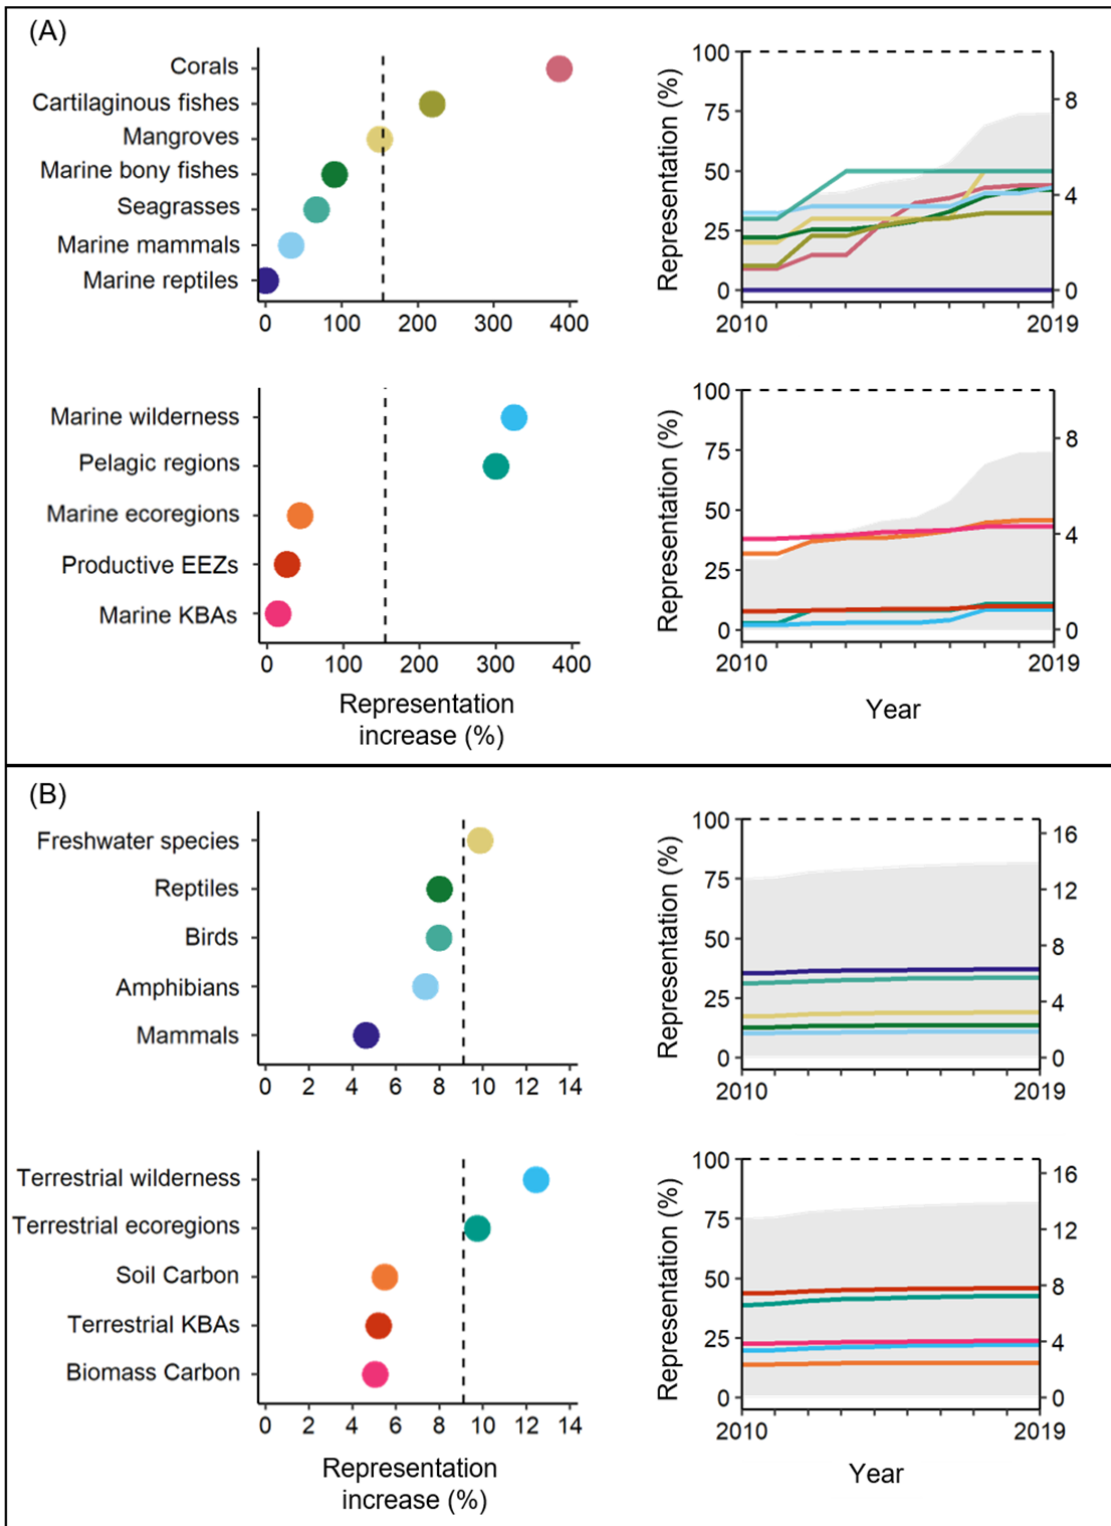 (A)
Corals
Cartilaginous fishes
Mangroves
Marine bony fishes
Seagrasses
Marine mammals
Marine reptiles
0 100 200 300 400
Representation (%)
100
75
50
25
0
8
4
0
2010 2019
Marine wilderness
Pelagic regions
Marine ecoregions
Productive EEZs
Marine KBAs
0 100 200 300 400
Representation
increase (%)
Representation (%)
100
75
50
25
0
8
4
0
2010 2019
Year
(B)
Freshwater species
Reptiles
Birds
Amphibians
Mammals
0 2 4 6 8 10 12 14
Representation (%)
100
75
50
25
0
16
12
8
4
0
2010 2019
Terrestrial wilderness
Terrestrial ecoregions
Soil Carbon
Terrestrial KBAs
Biomass Carbon
0 2 4 6 8 10 12 14
Representation
increase (%)
Representation (%)
100
75
50
25
0
16
12
8
4
0
2010 2019
Year